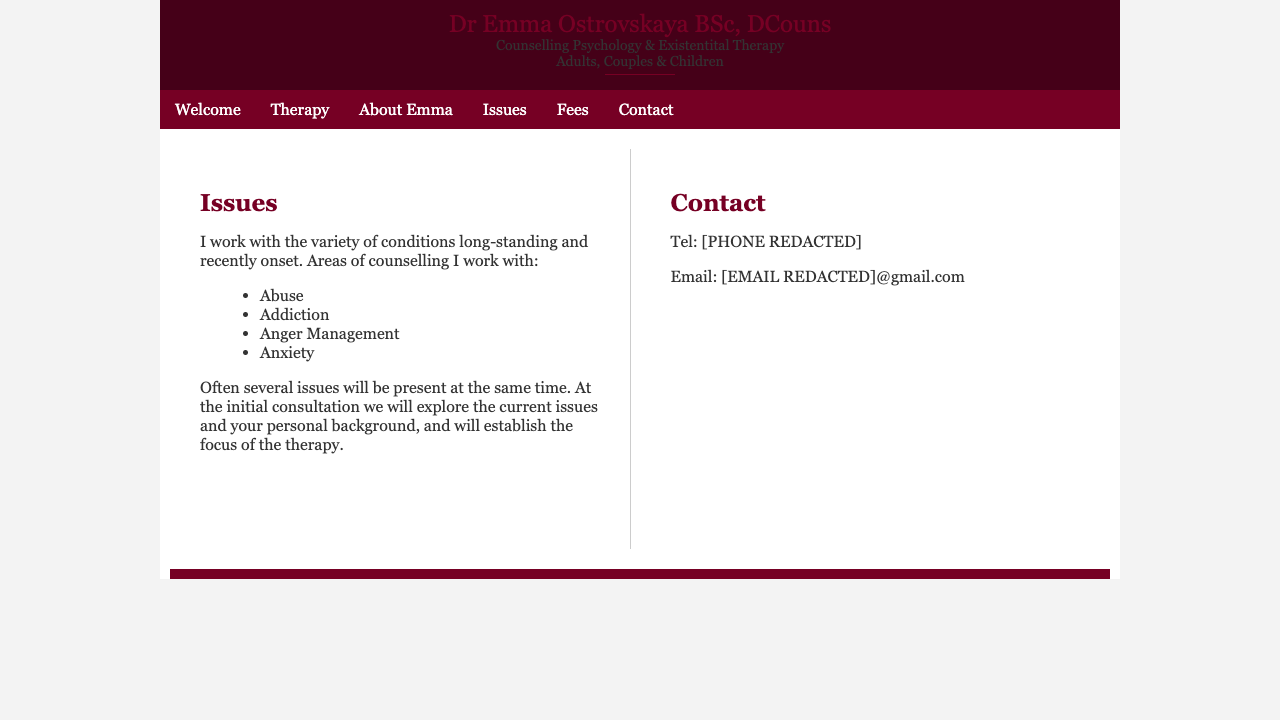 Dr Emma Ostrovskaya BSc, DCouns
Counselling Psychology & Existentital Therapy
Adults, Couples & Children
Welcome Therapy About Emma Issues Fees Contact
Issues
I work with the variety of conditions long-standing and
recently onset. Areas of counselling I work with:
• Abuse
• Addiction
• Anger Management
• Anxiety
Often several issues will be present at the same time. At
the initial consultation we will explore the current issues
and your personal background, and will establish the
focus of the therapy.
Contact
Tel: [PHONE REDACTED]
Email: [EMAIL REDACTED]@gmail.com